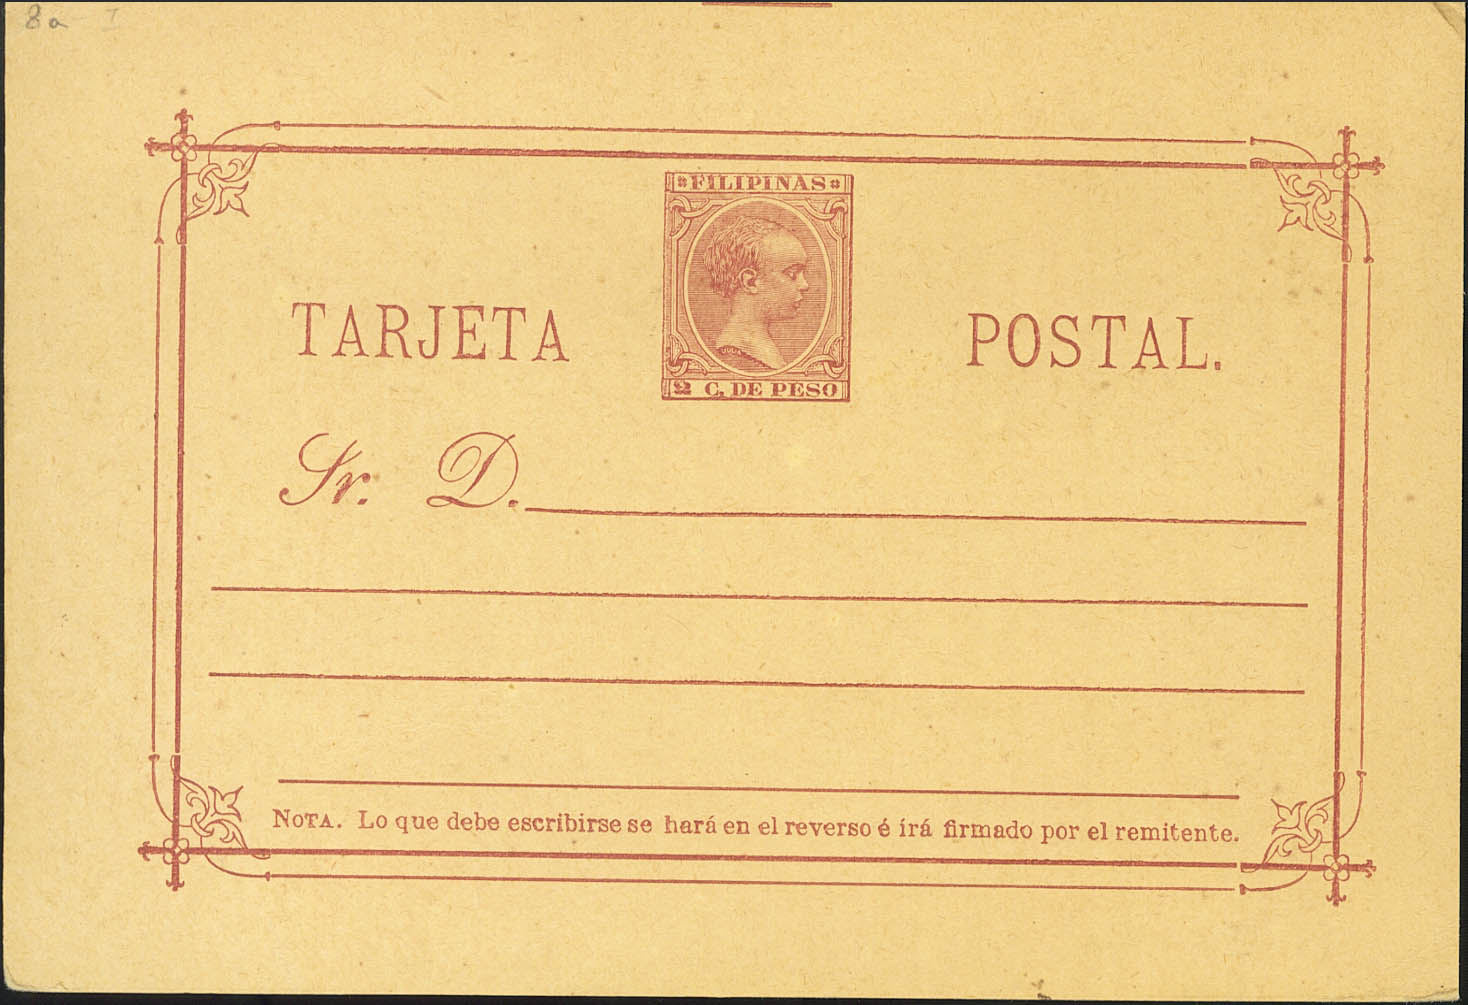 8a I
FILIPINAS
TARJETA POSTAL.
2 C. DE PESO
Sr. D.
NOTA. Lo que debe escribirse se hará en el reverso é irá firmado por el remitente.